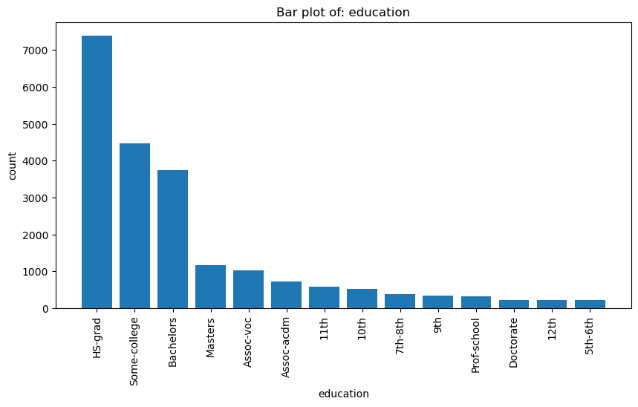 Bar plot of: education
7000
6000
5000
4000
3000
2000
1000
0
count
HS-grad
Some-college
Bachelors
Masters
Assoc-voc
Assoc-acdm
11th
10th
7th-8th
9th
Prof-school
Doctorate
12th
5th-6th
education